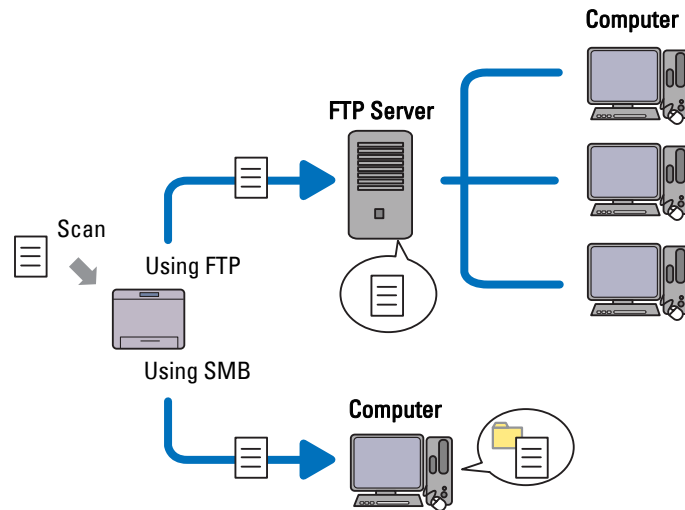 Computer
FTP Server
Scan
Using FTP
Using SMB
Computer